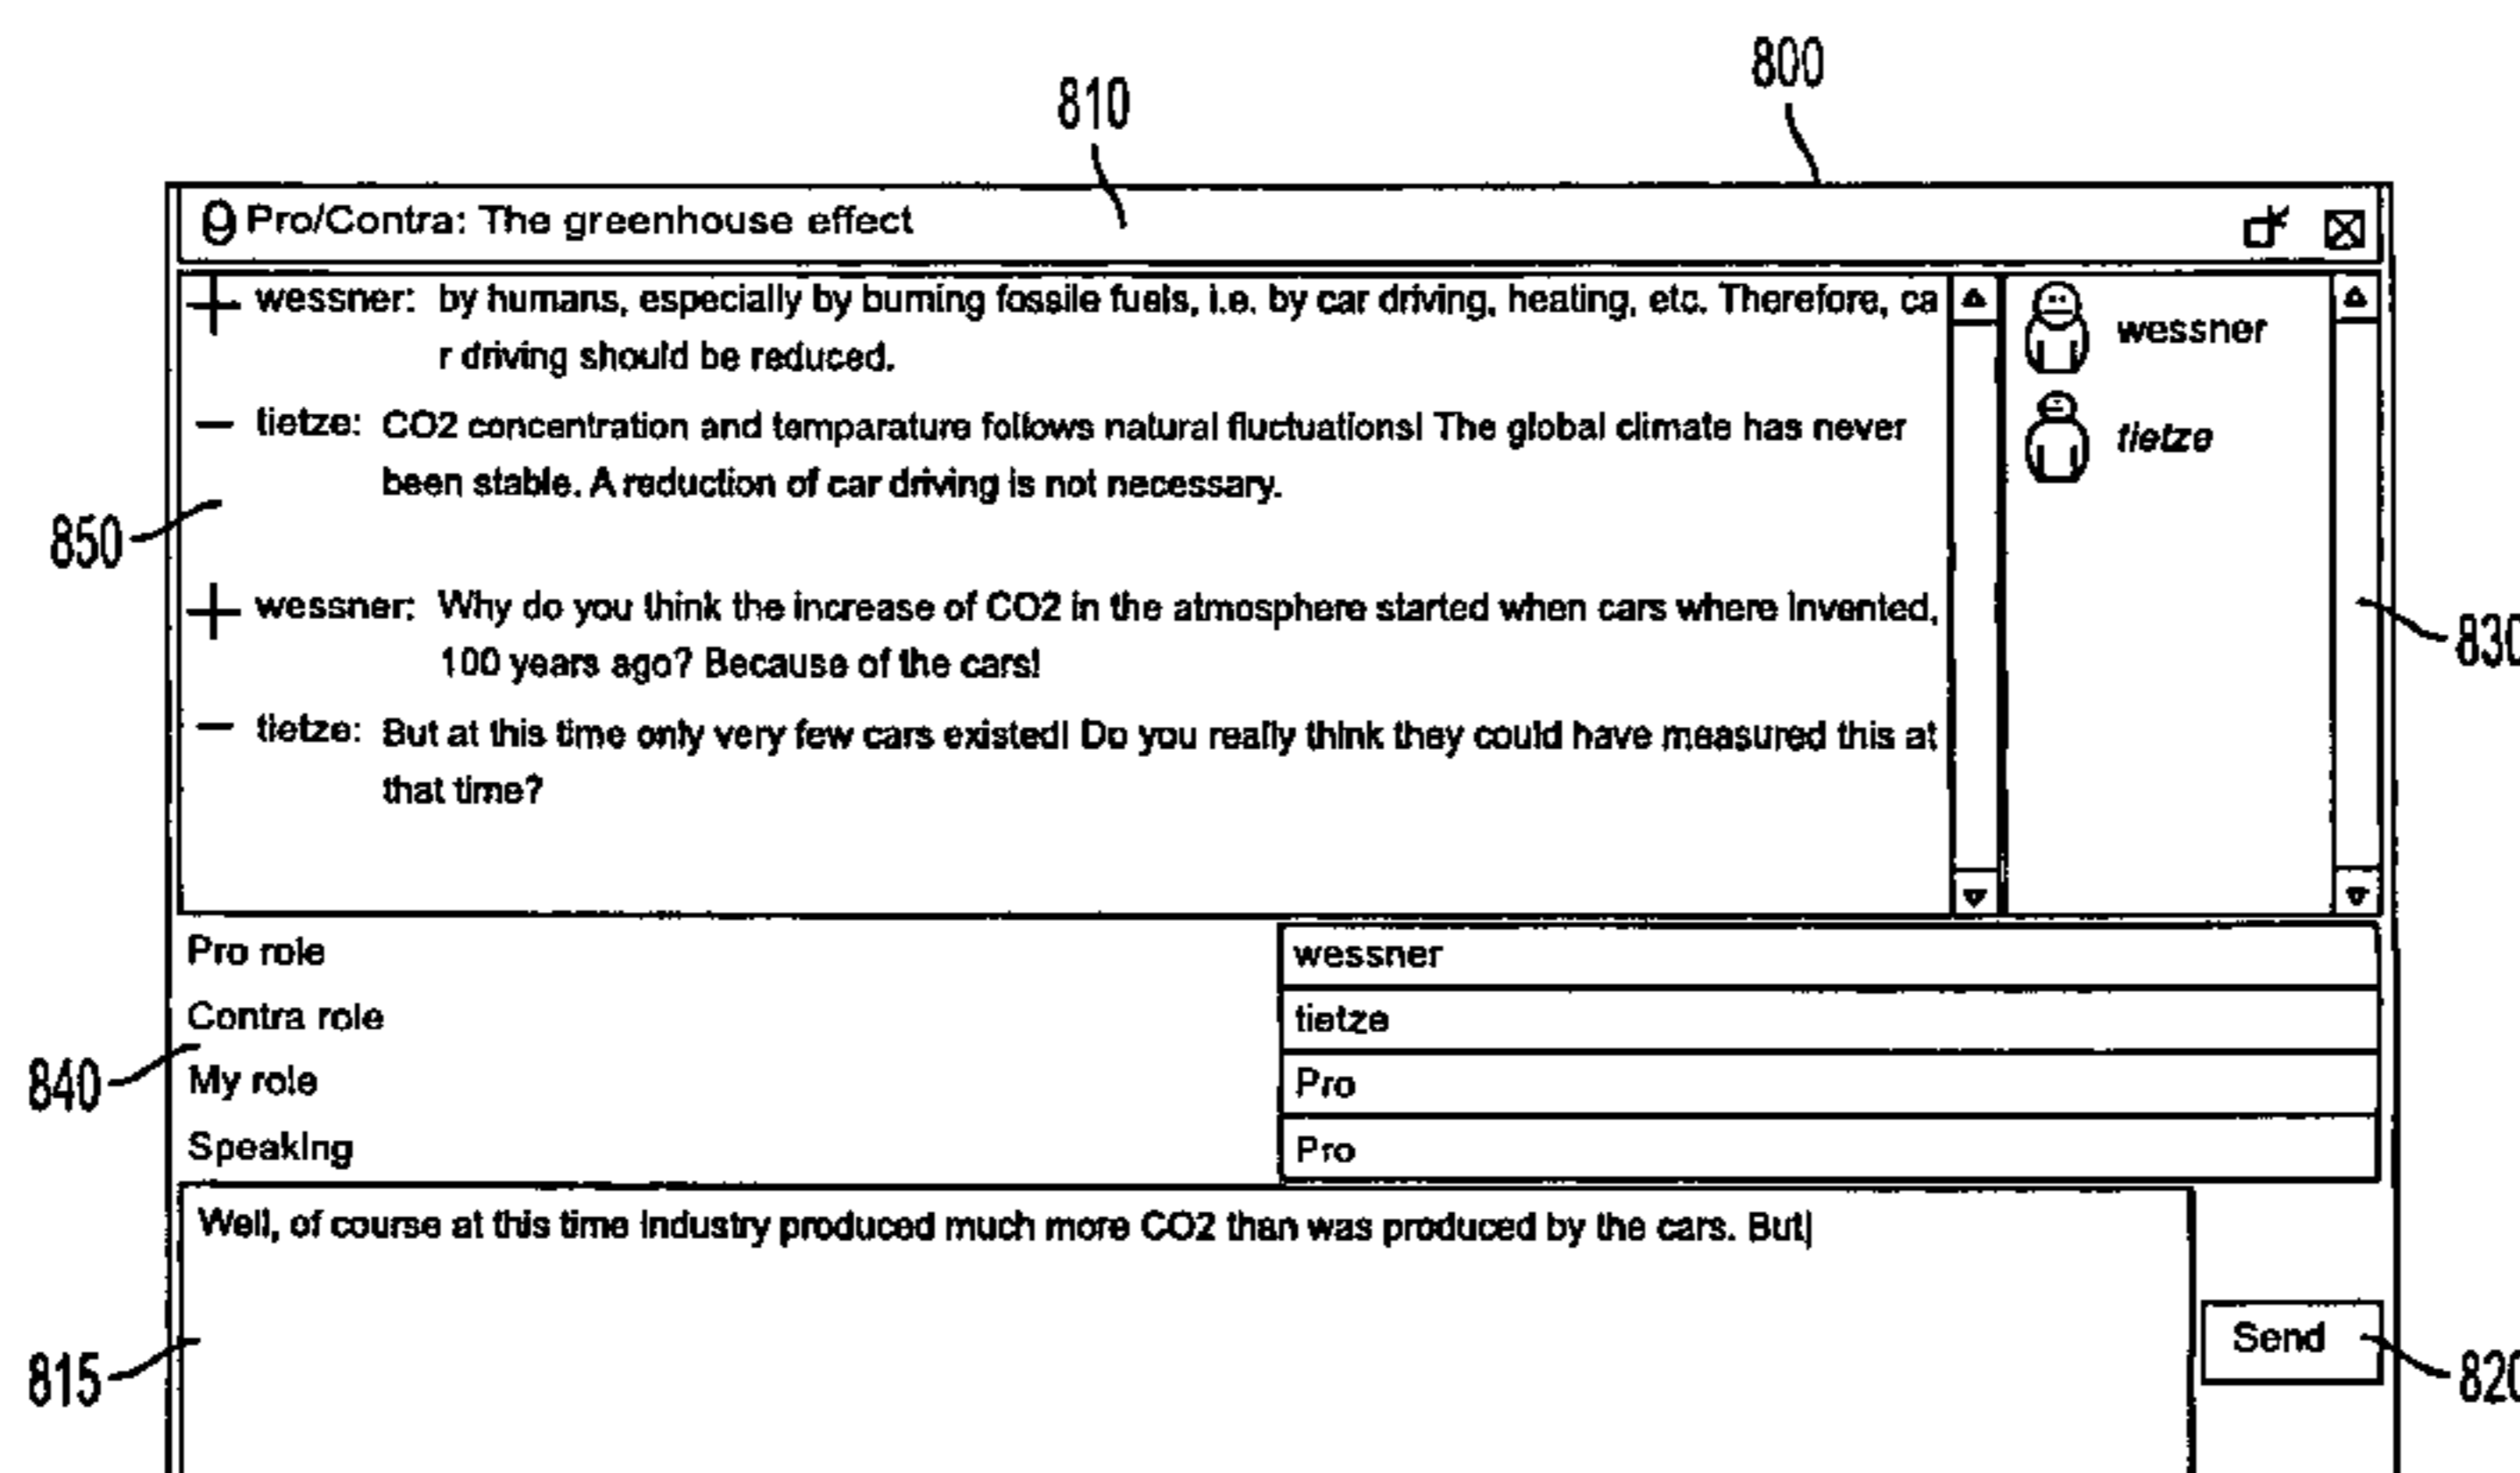 800
810
Pro/Contra: The greenhouse effect
+ wessner: by humans, especially by burning fossile fuels, i.e. by car driving, heating, etc. Therefore, ca
r driving should be reduced.
wessner
− tietze: CO2 concentration and temparature follows natural fluctuations! The global climate has never
been stable. A reduction of car driving is not necessary.
tietze
850
+ wessner: Why do you think the increase of CO2 in the atmosphere started when cars where invented,
100 years ago? Because of the cars!
830
− tietze: But at this time only very few cars existed! Do you really think they could have measured this at
that time?
Pro role wessner
Contra role tietze
840
My role Pro
Speaking Pro
Well, of course at this time industry produced much more CO2 than was produced by the cars. But
815
Send
820